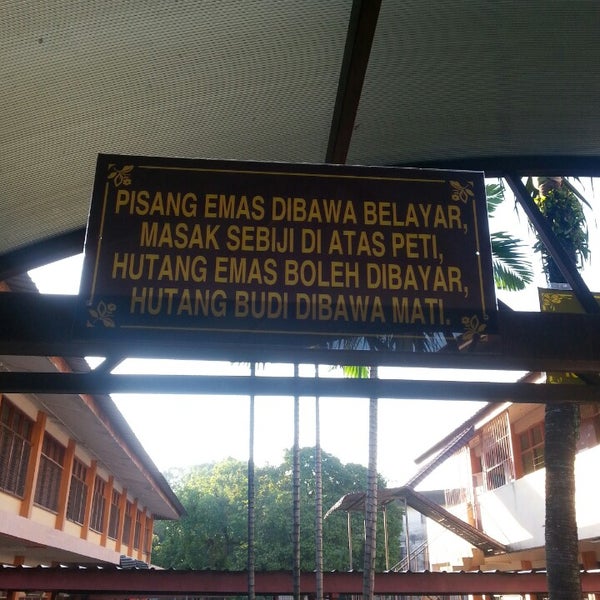 PISANG EMAS DIBAWA BELAYAR,
MASAK SEBIJI DI ATAS PETI,
HUTANG EMAS BOLEH DIBAYAR,
HUTANG BUDI DIBAWA MATI.